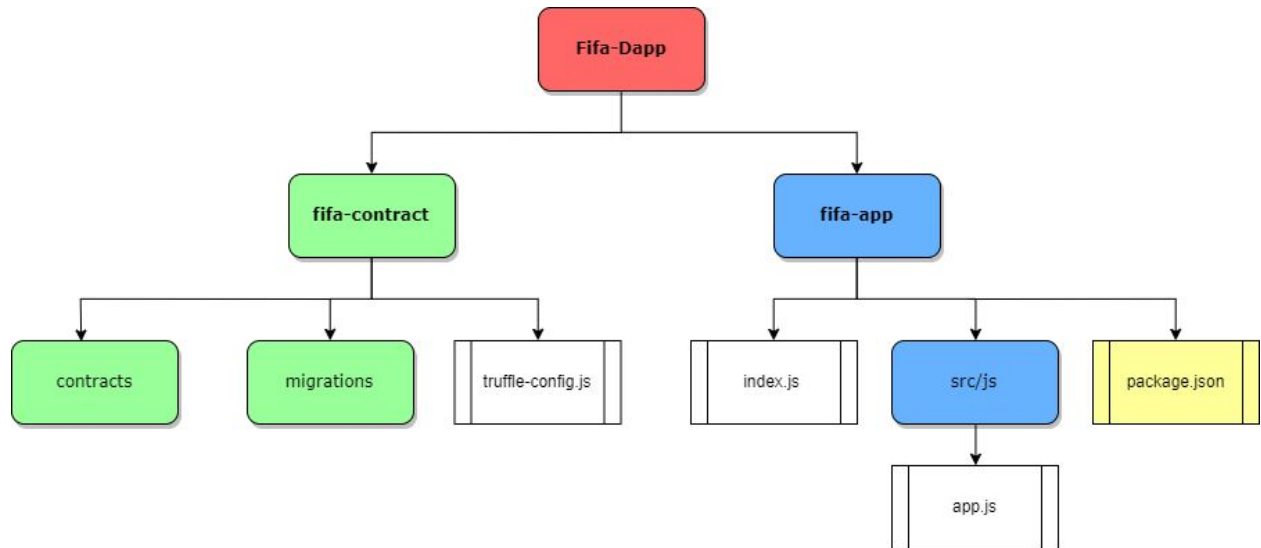 Fifa-Dapp
fifa-contract
fifa-app
contracts
migrations
truffle-config.js
index.js
src/js
package.json
app.js